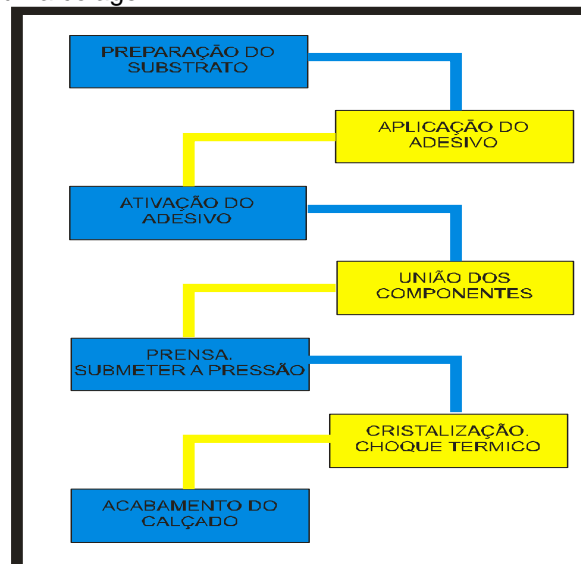 PREPARAÇÃO DO
SUBSTRATO
APLICAÇÃO DO
ADESIVO
ATIVAÇÃO DO
ADESIVO
UNIÃO DOS
COMPONENTES
PRENSA.
SUBMETER A PRESSÃO
CRISTALIZAÇÃO.
CHOQUE TERMICO
ACABAMENTO DO
CALÇADO